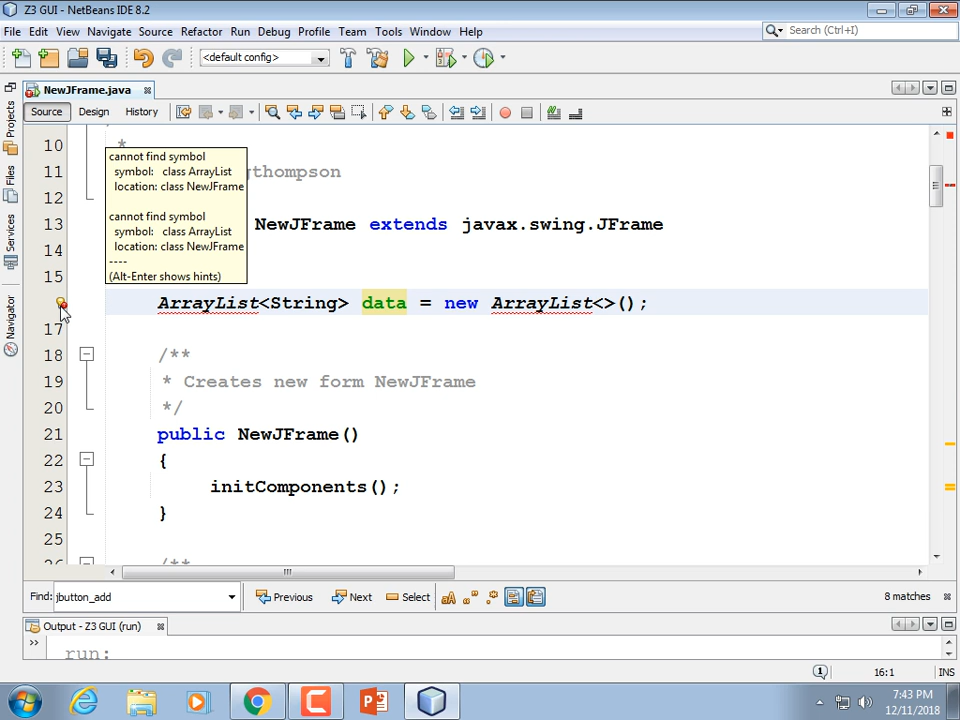 Z3 GUI - NetBeans IDE 8.2
File Edit View Navigate Source Refactor Run Debug Profile Team Tools Window Help
Search (Ctrl+I)
<default config>
NewJFrame.java
Source Design History
Projects
Files
Services
Navigator
10 *
cannot find symbol
symbol: class ArrayList
location: class NewJFrame
cannot find symbol
symbol: class ArrayList
location: class NewJFrame
----
(Alt-Enter shows hints)
11 gthompson
12
13 NewJFrame extends javax.swing.JFrame
14
15
ArrayList<String> data = new ArrayList<>();
17
18 /**
19 * Creates new form NewJFrame
20 */
21 public NewJFrame()
22 {
23 initComponents();
24 }
25
26 /**
Find: jbutton_add Previous Next Select 8 matches
Output - Z3 GUI (run)
run:
16:1 INS
7:43 PM
12/11/2018